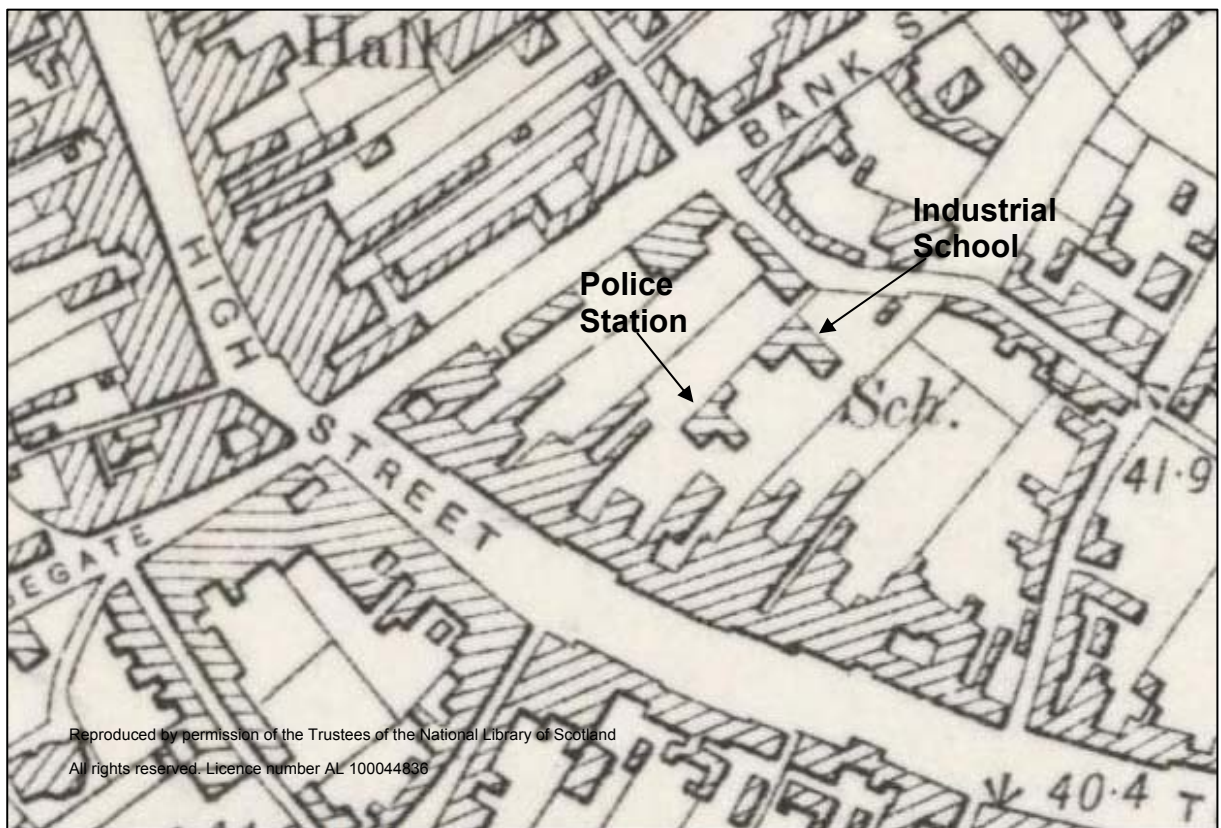 Hall
BANK S
HIGH
STREET
Industrial
School
Police
Station
Sch.
41·9
EGATE
Reproduced by permission of the Trustees of the National Library of Scotland
All rights reserved. Licence number AL 100044836
40·4 T